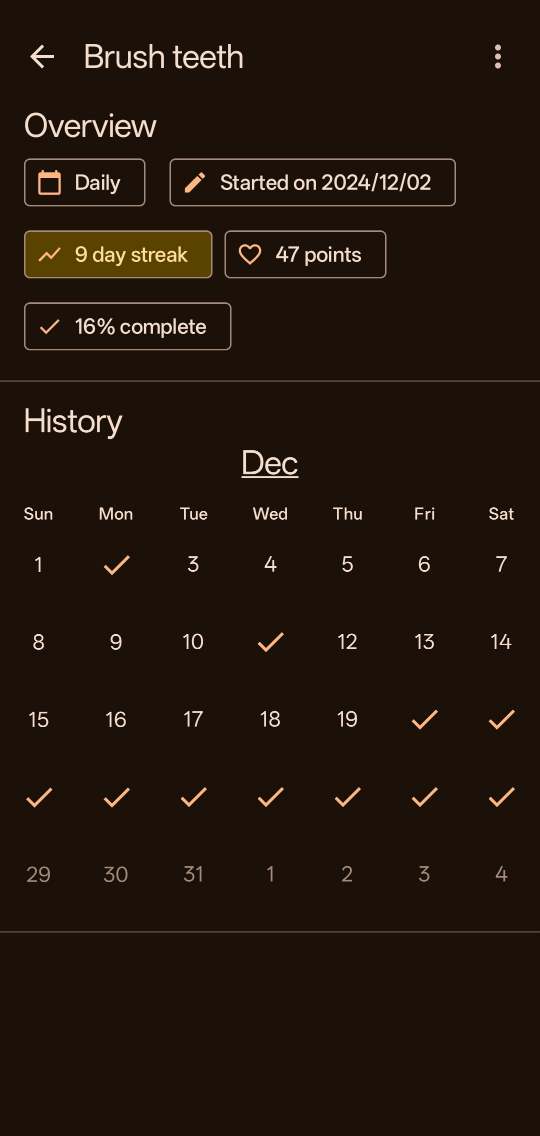 Brush teeth
Overview
Daily Started on 2024/12/02
9 day streak 47 points
16% complete
History
Dec
Sun Mon Tue Wed Thu Fri Sat
1 3 4 5 6 7
8 9 10 12 13 14
15 16 17 18 19
29 30 31 1 2 3 4